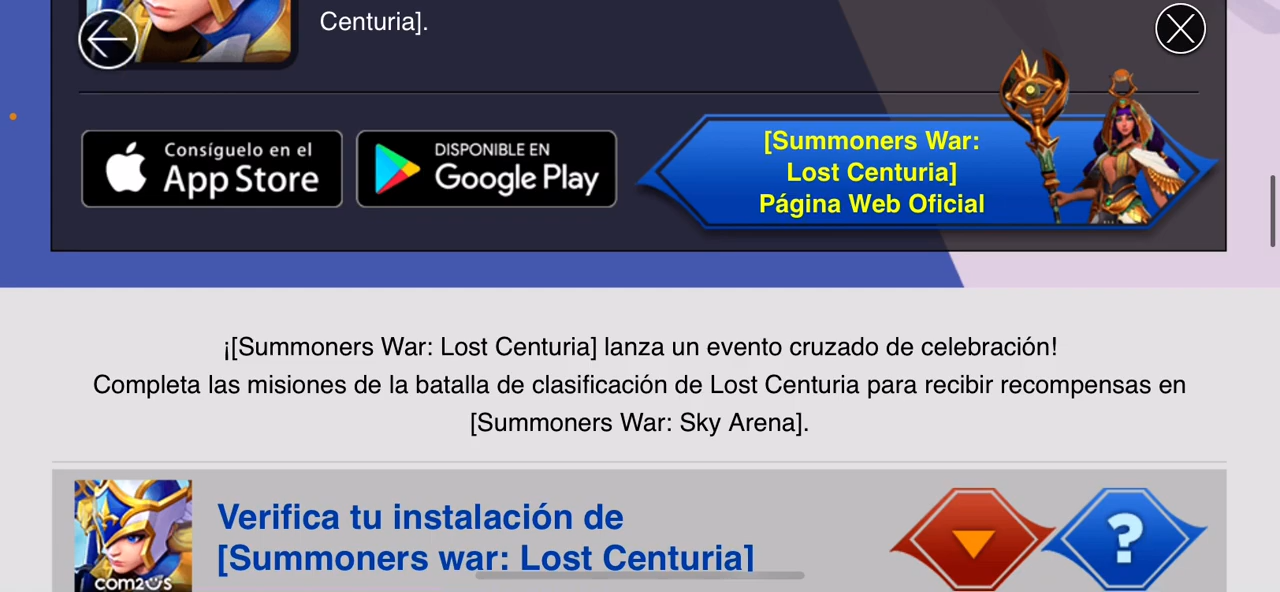 Centuria].
Consíguelo en el
App Store
DISPONIBLE EN
Google Play
[Summoners War:
Lost Centuria]
Página Web Oficial
¡[Summoners War: Lost Centuria] lanza un evento cruzado de celebración!
Completa las misiones de la batalla de clasificación de Lost Centuria para recibir recompensas en
[Summoners War: Sky Arena].
Verifica tu instalación de
[Summoners war: Lost Centuria]
?
com2us